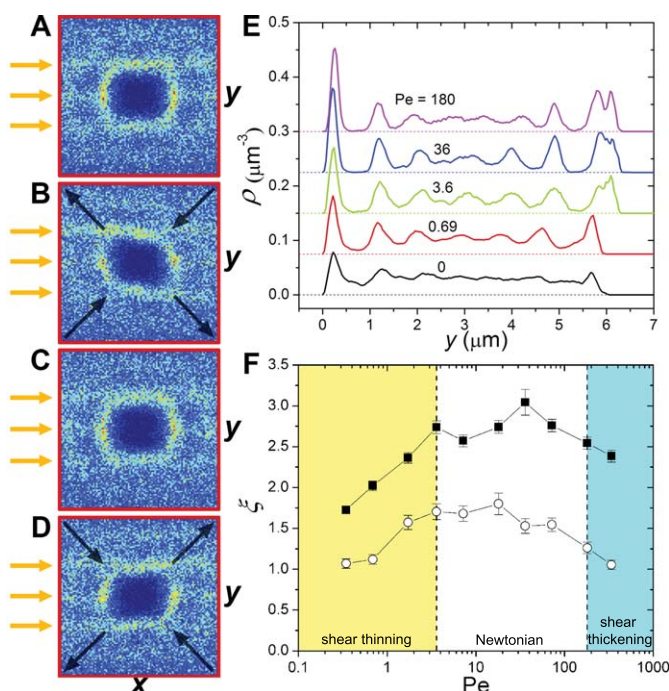 A
y
B
y
C
y
D
y
x
E
ρ (μm⁻³)
0.5
0.4
0.3
0.2
0.1
0.0
Pe = 180
36
3.6
0.69
0
0 1 2 3 4 5 6 7
y (μm)
F
ξ
3.5
3.0
2.5
2.0
1.5
1.0
0.5
0.0
shear thinning
Newtonian
shear
thickening
0.1 1 10 100 1000
Pe